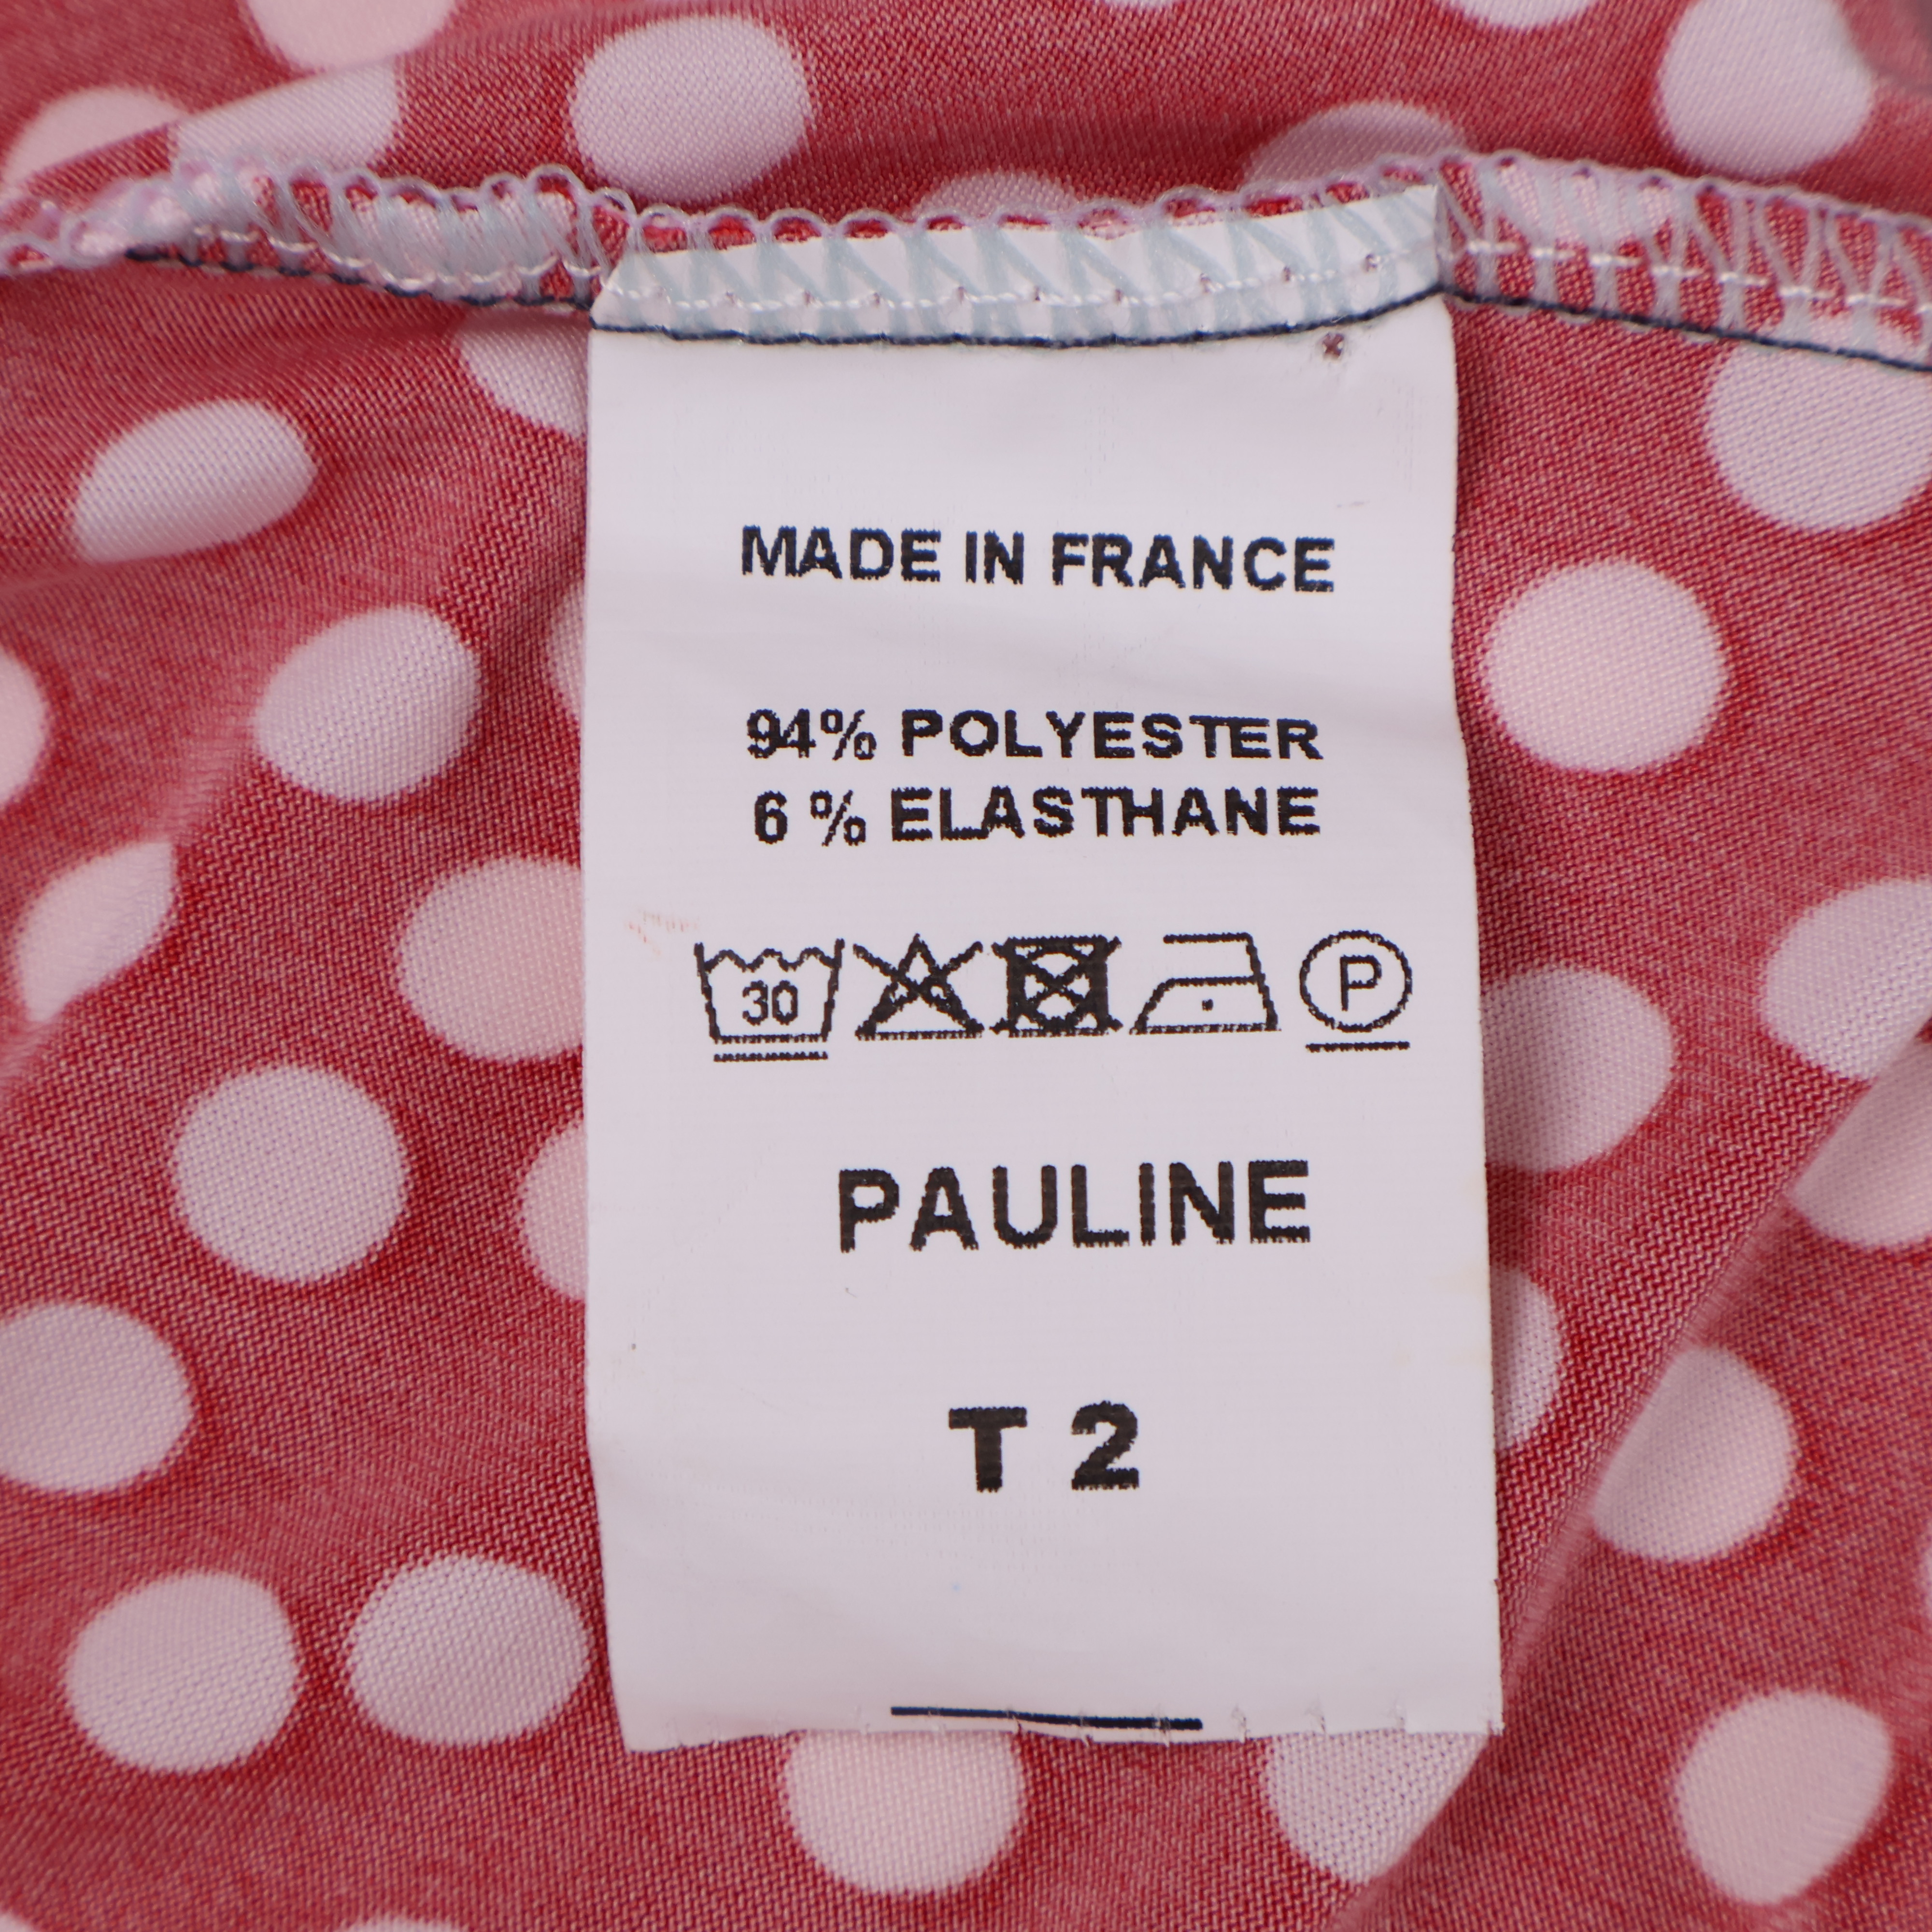 MADE IN FRANCE
94% POLYESTER
6 % ELASTHANE
30 P
PAULINE
T 2